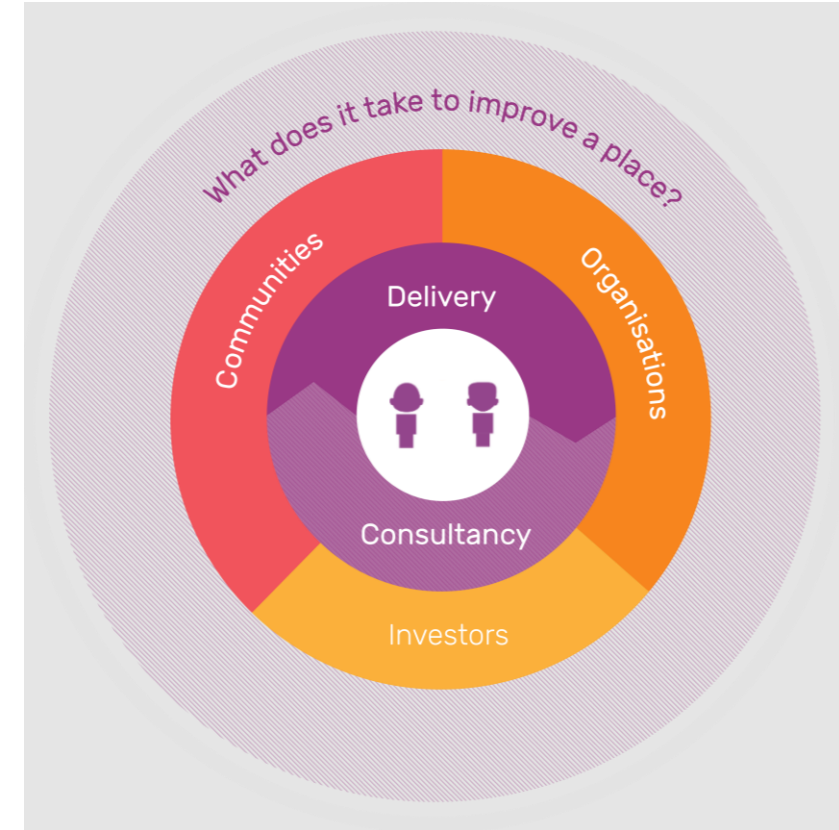 What does it take to improve a place?
Communities
Organisations
Delivery
Consultancy
Investors